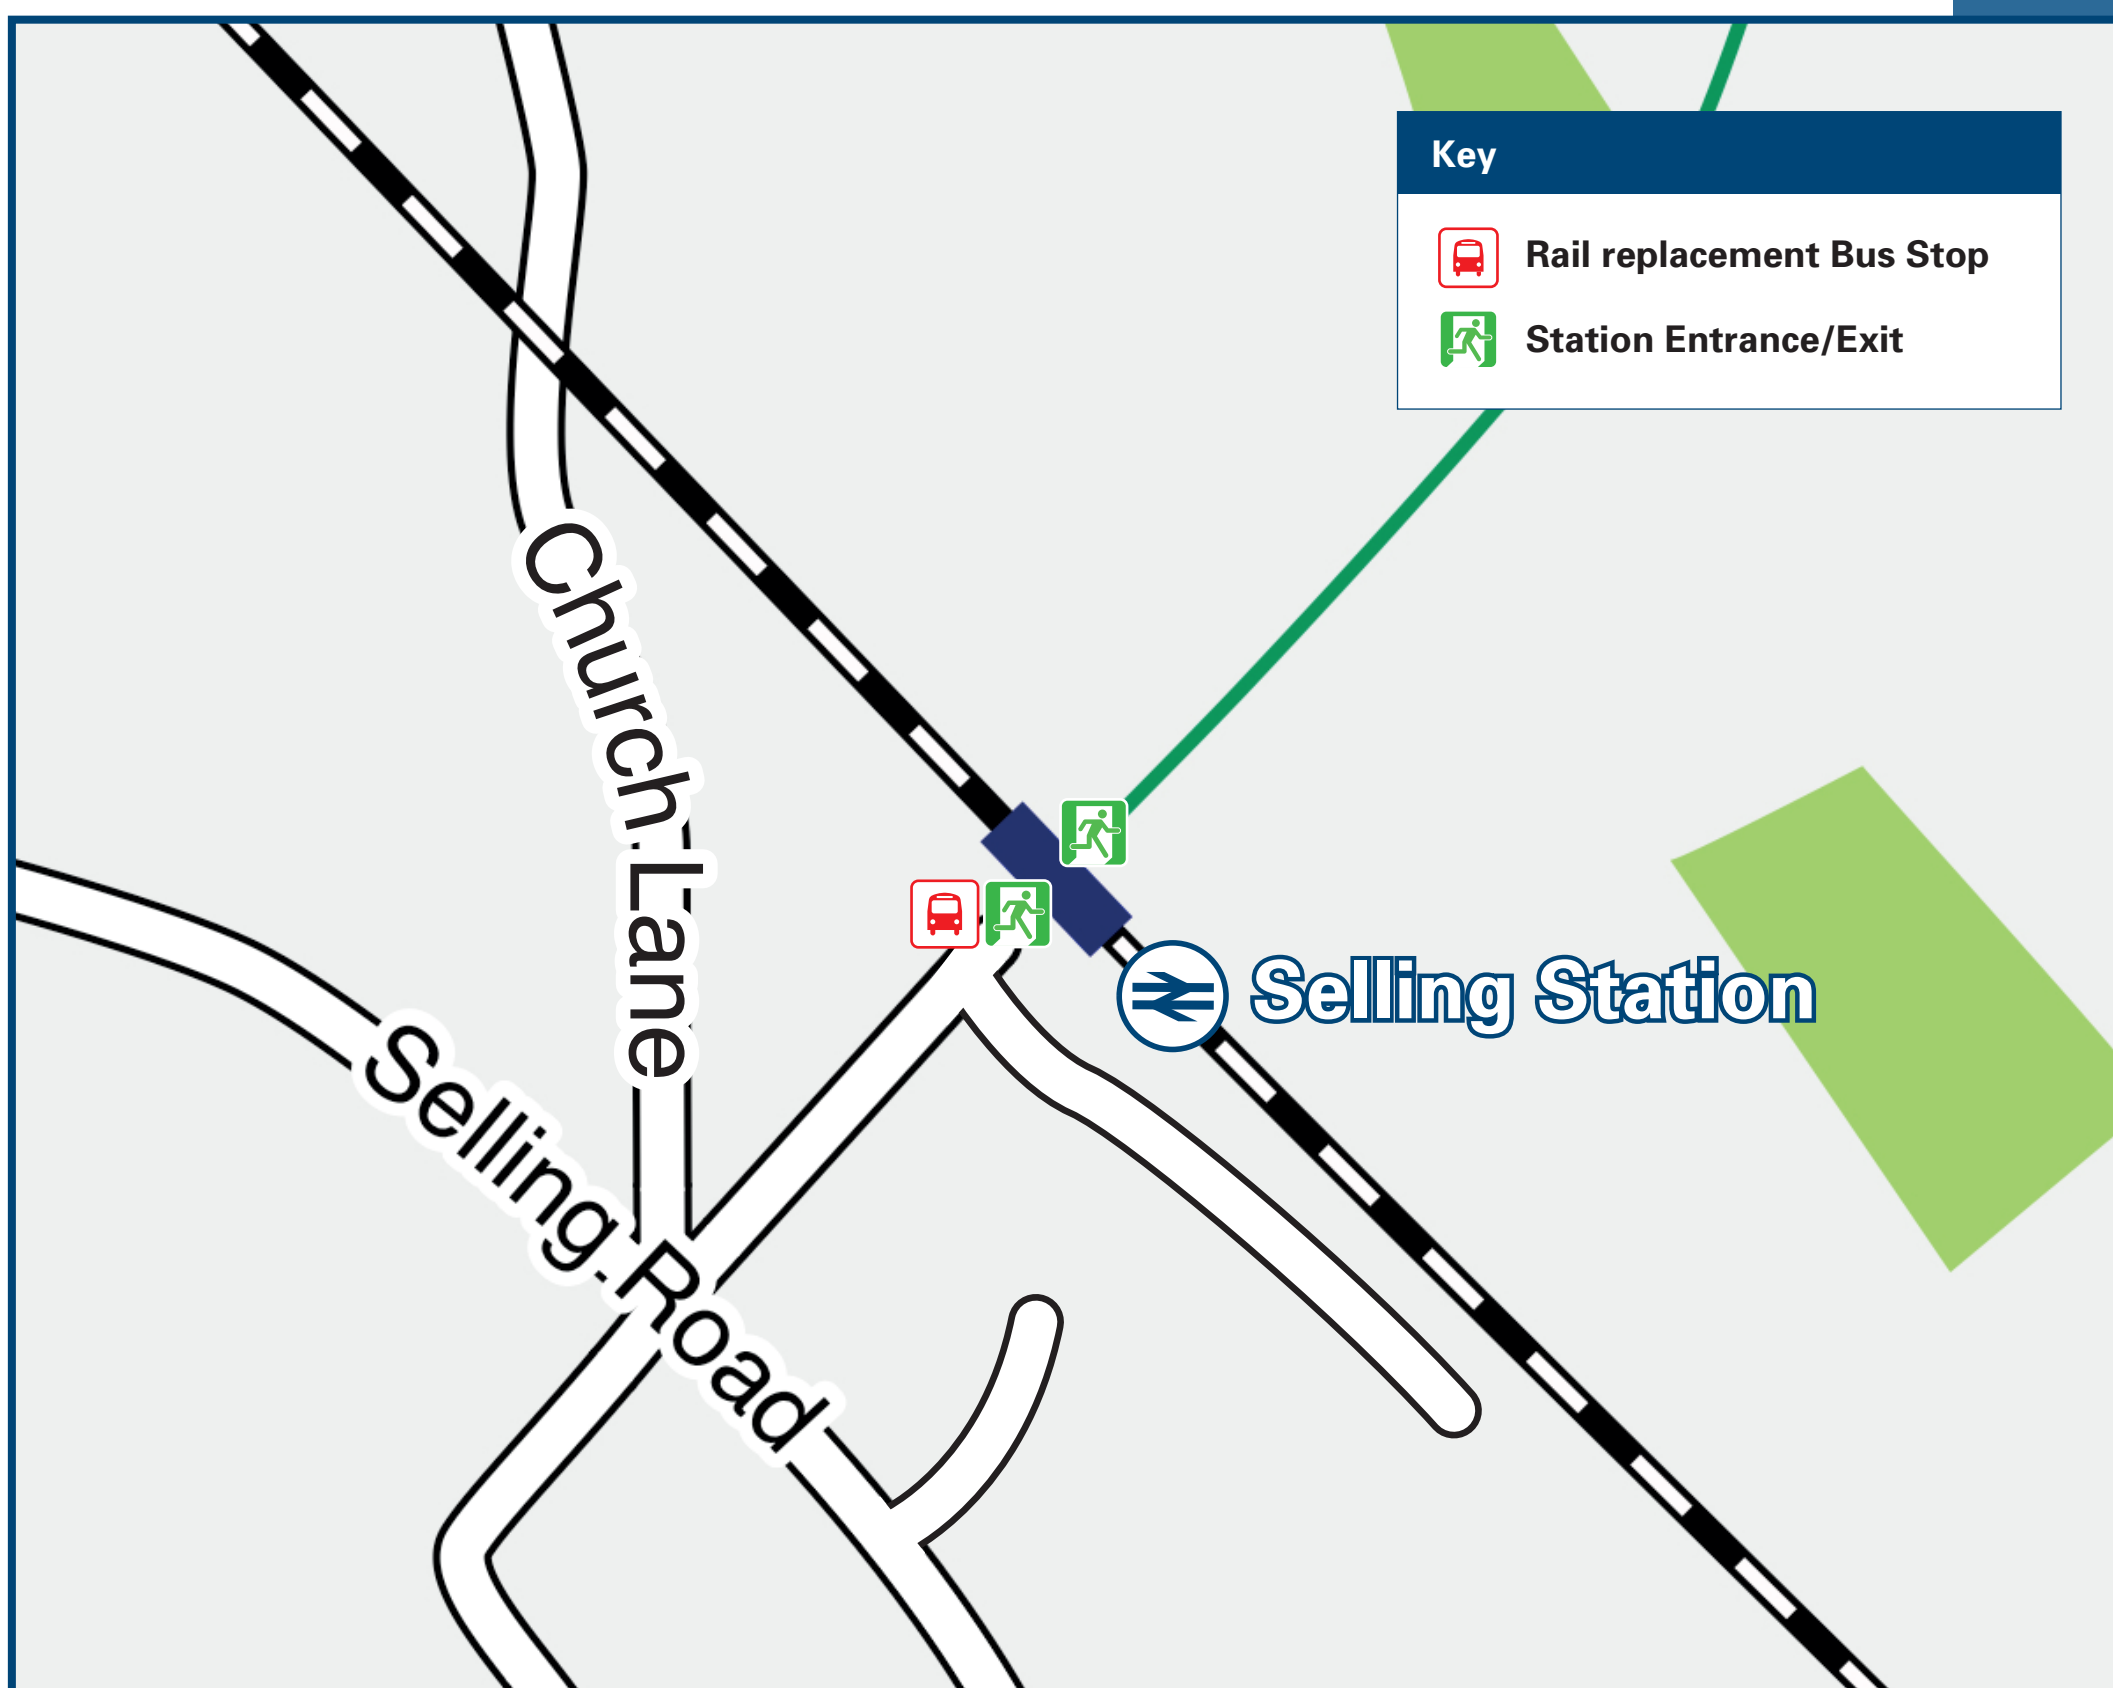 Key
Rail replacement Bus Stop
Station Entrance/Exit
Church Lane
Selling Station
Selling Road